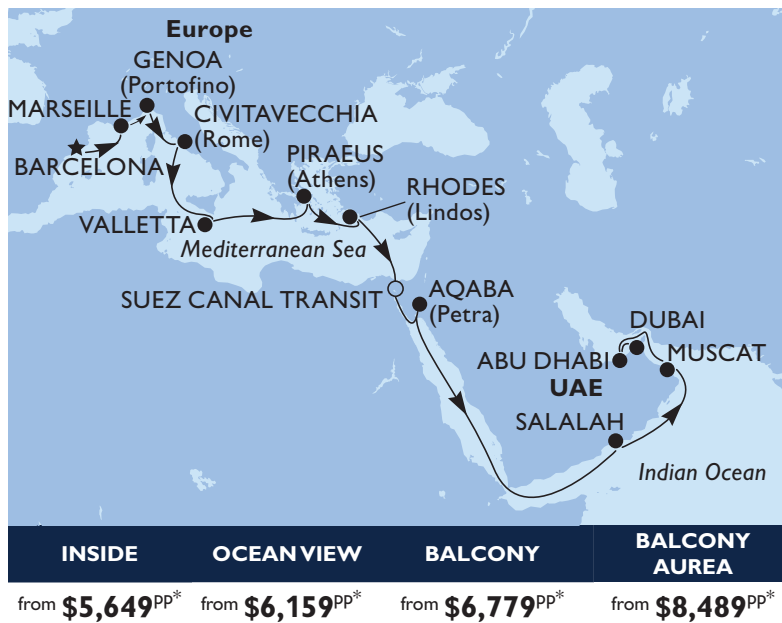 Europe
GENOA
(Portofino)
MARSEILLE
CIVITAVECCHIA
(Rome)
BARCELONA
PIRAEUS
(Athens)
RHODES
(Lindos)
VALLETTA
Mediterranean Sea
SUEZ CANAL TRANSIT
AQABA
(Petra)
DUBAI
ABU DHABI
MUSCAT
UAE
SALALAH
Indian Ocean
INSIDE
from $5,649PP*
OCEAN VIEW
from $6,159PP*
BALCONY
from $6,779PP*
BALCONY
AUREA
from $8,489PP*